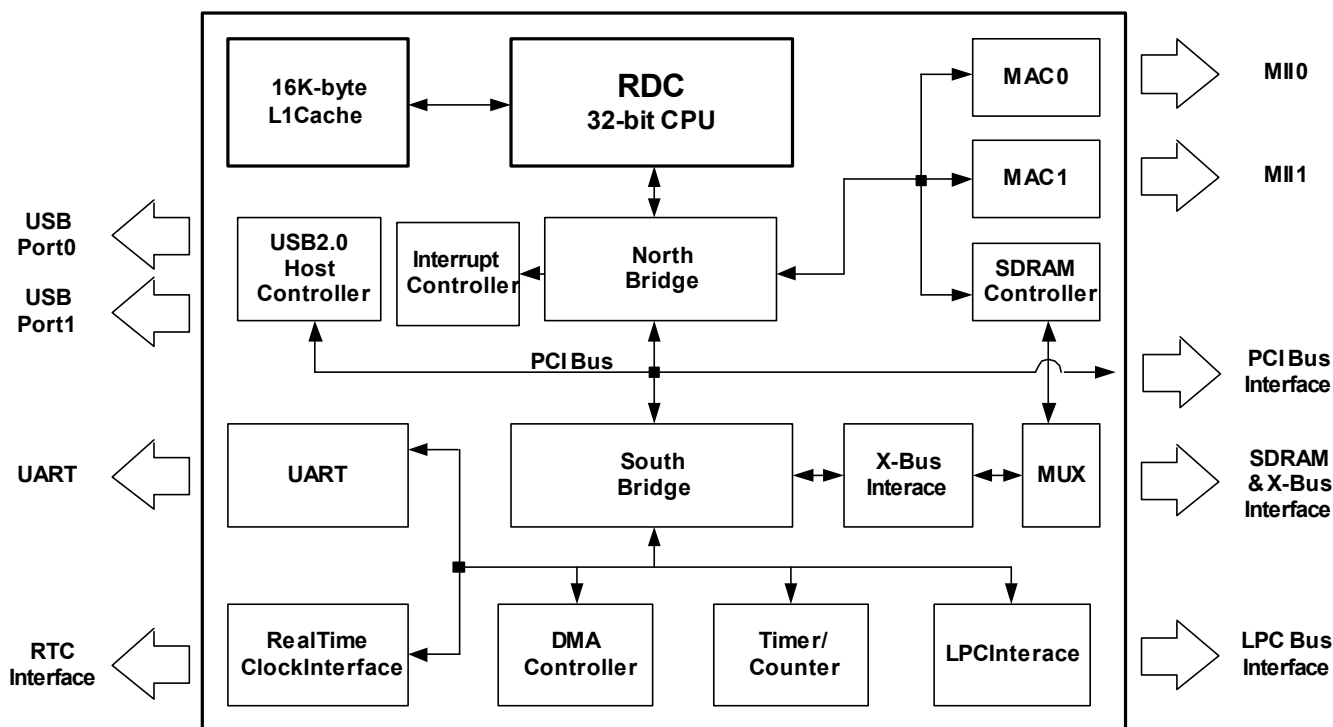 16K-byte
L1Cache
RDC
32-bit CPU
MAC0
MII0
MAC1
MII1
USB
Port0
USB
Port1
USB2.0
Host
Controller
Interrupt
Controller
North
Bridge
SDRAM
Controller
PCI Bus
PCI Bus
Interface
UART
UART
South
Bridge
X-Bus
Interace
MUX
SDRAM
& X-Bus
Interface
RTC
Interface
RealTime
ClockInterface
DMA
Controller
Timer/
Counter
LPCInterace
LPC Bus
Interface